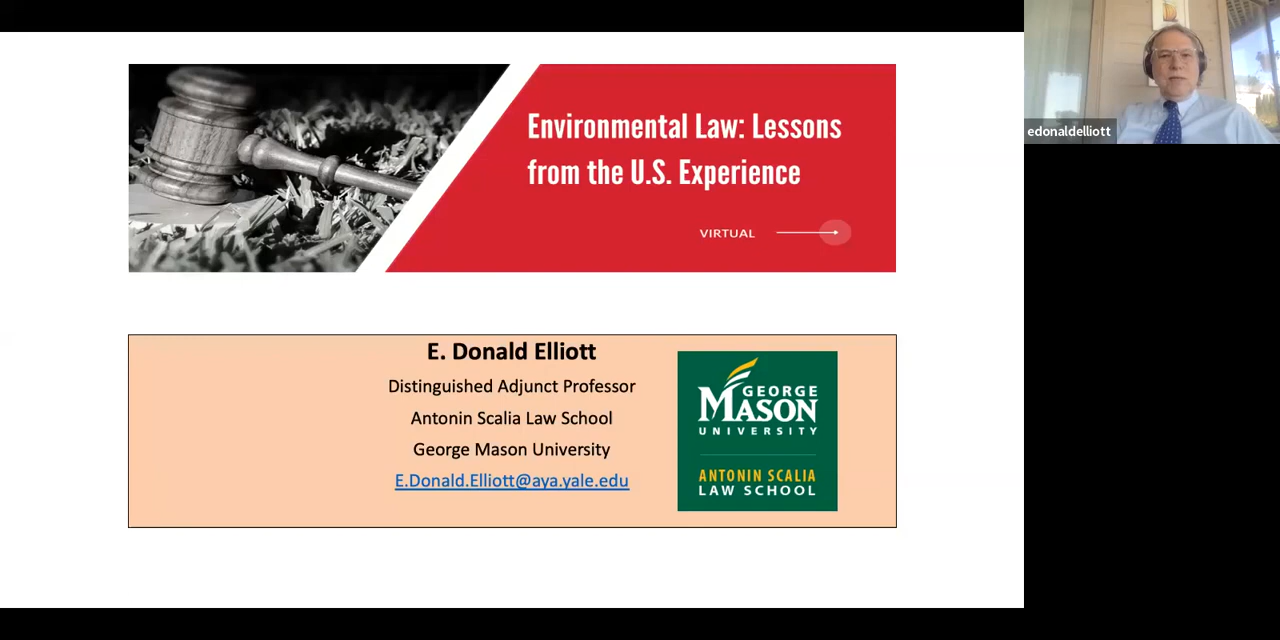 Environmental Law: Lessons
from the U.S. Experience
VIRTUAL
edonaldelliott
E. Donald Elliott
Distinguished Adjunct Professor
Antonin Scalia Law School
George Mason University
E.Donald.Elliott@aya.yale.edu
GEORGE
MASON
UNIVERSITY
ANTONIN SCALIA
LAW SCHOOL